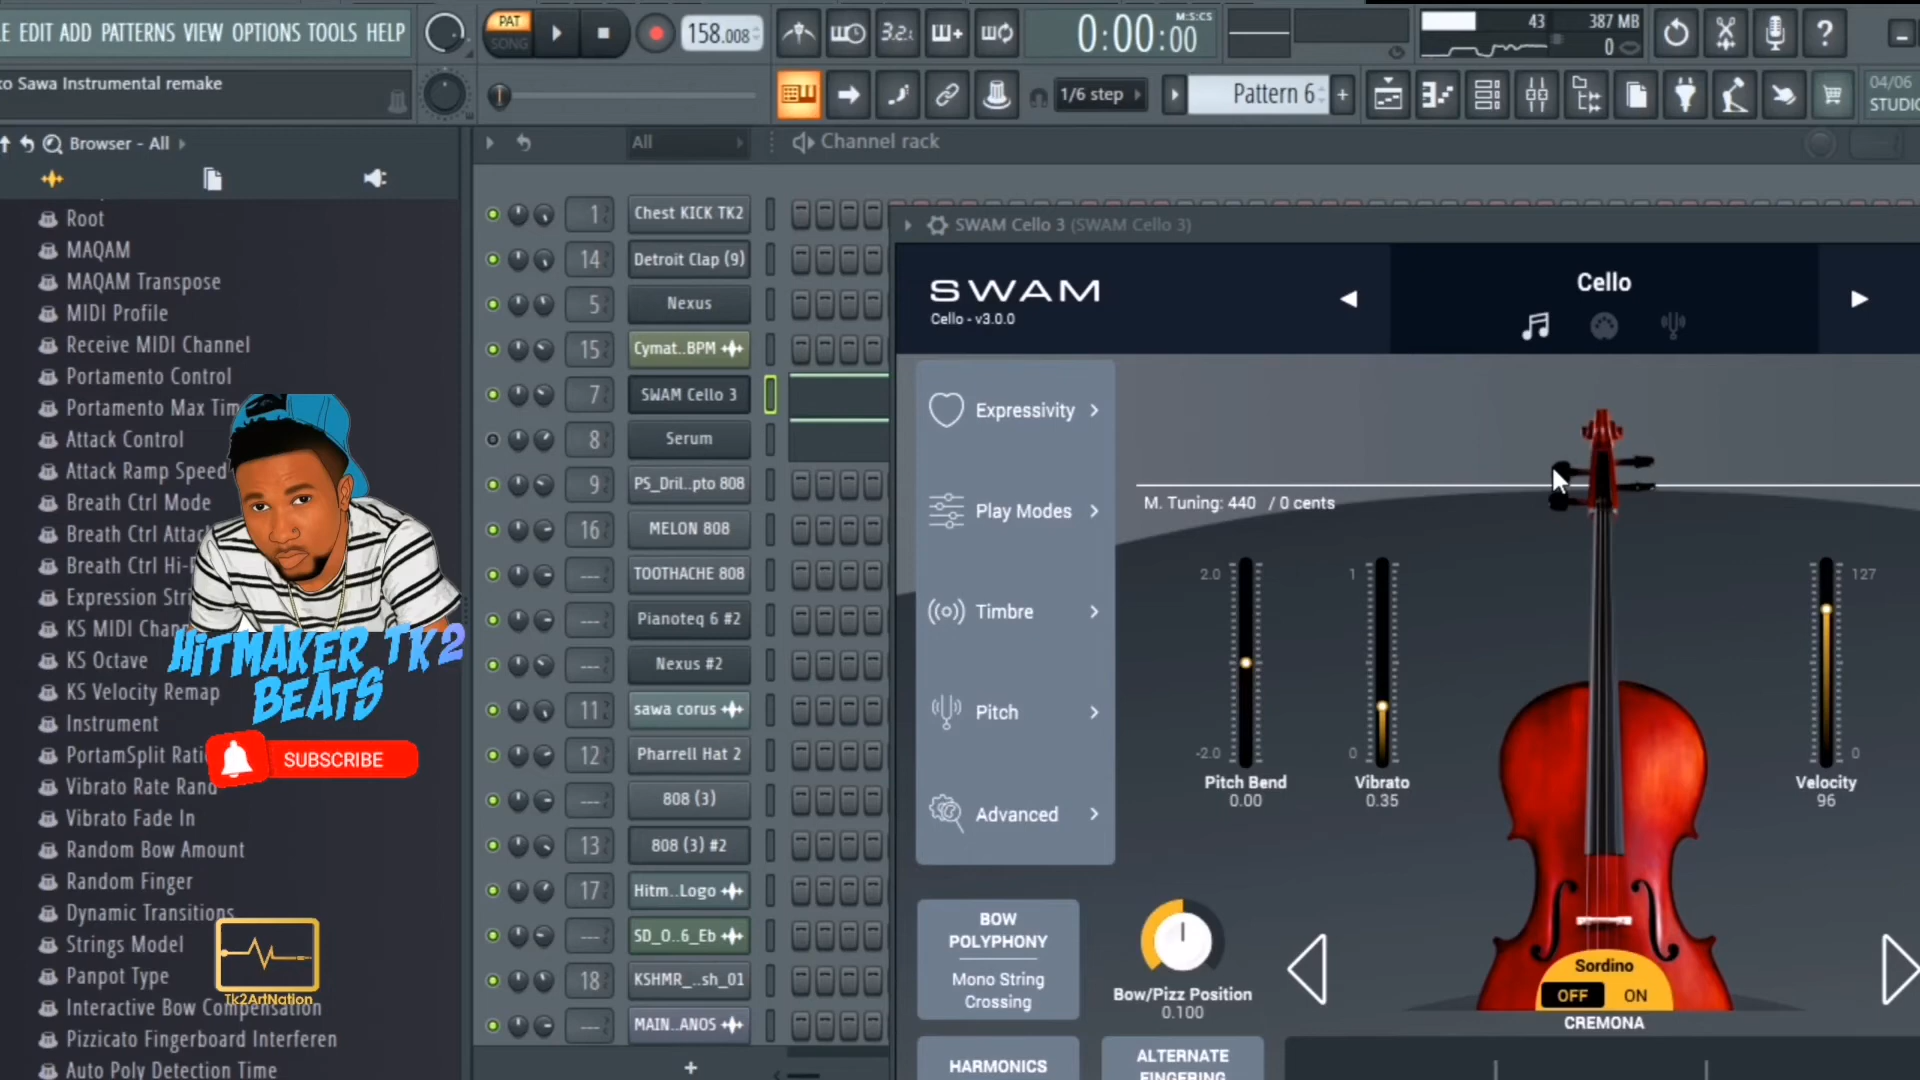 E EDIT ADD PATTERNS VIEW OPTIONS TOOLS HELP
PAT
SONG
158.008
3.2.
0:00:00
M:S:CS
43
387 MB
0
ko Sawa Instrumental remake
1/6 step
Pattern 6
+
04/06
STUDIO
Browser - All
All
Channel rack
Root
MAQAM
MAQAM Transpose
MIDI Profile
Receive MIDI Channel
Portamento Control
Portamento Max Tim
Attack Control
Attack Ramp Speed
Breath Ctrl Mode
Breath Ctrl Attac
Breath Ctrl Hi-
Expression Stri
KS MIDI Chan
KS Octave
KS Velocity Remap
Instrument
PortamSplit Rati
Vibrato Rate Rand
Vibrato Fade In
Random Bow Amount
Random Finger
Dynamic Transitions
Strings Model
Panpot Type
Interactive Bow Compensation
Pizzicato Fingerboard Interferen
Auto Poly Detection Time
HITMAKER TK2
BEATS
SUBSCRIBE
Tk2ArtNation
1 Chest KICK TK2
14 Detroit Clap (9)
5 Nexus
15 Cymat..BPM
7 SWAM Cello 3
8 Serum
9 PS_Dril..pto 808
16 MELON 808
--- TOOTHACHE 808
--- Pianoteq 6 #2
--- Nexus #2
11 sawa corus
12 Pharrell Hat 2
--- 808 (3)
13 808 (3) #2
17 Hitm..Logo
--- SD_O..6_Eb
18 KSHMR_..sh_01
--- MAIN..ANOS
+
SWAM Cello 3 (SWAM Cello 3)
SWAM
Cello - v3.0.0
Cello
Expressivity
Play Modes
Timbre
Pitch
Advanced
M. Tuning: 440 / 0 cents
2.0
-2.0
Pitch Bend
0.00
1
0
Vibrato
0.35
127
0
Velocity
96
BOW
POLYPHONY
Mono String
Crossing
Bow/Pizz Position
0.100
Sordino
OFF ON
CREMONA
HARMONICS
ALTERNATE
FINGERING